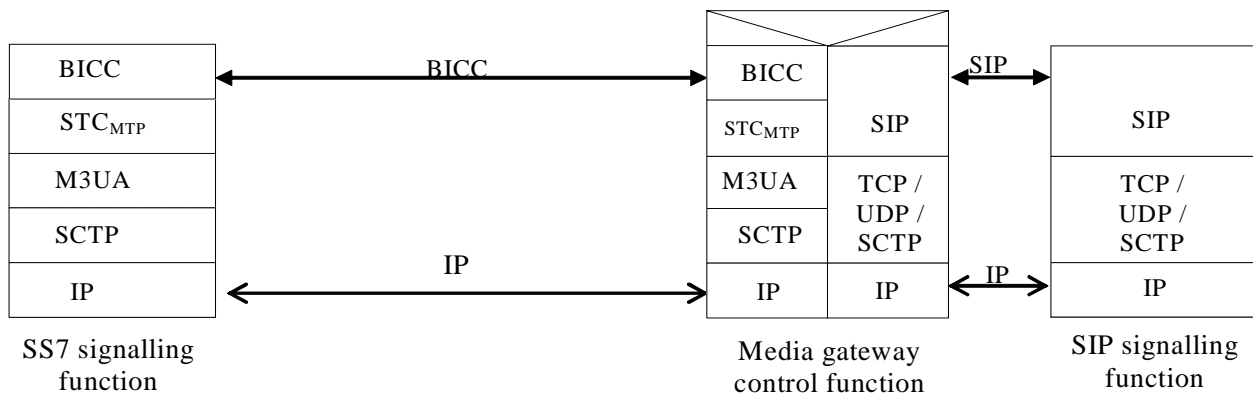 BICC
STCMTP
M3UA
SCTP
IP
SS7 signalling
function
BICC
IP
BICC
STCMTP
M3UA
SCTP
IP
SIP
TCP /
UDP /
SCTP
IP
Media gateway
control function
SIP
IP
SIP
TCP /
UDP /
SCTP
IP
SIP signalling
function